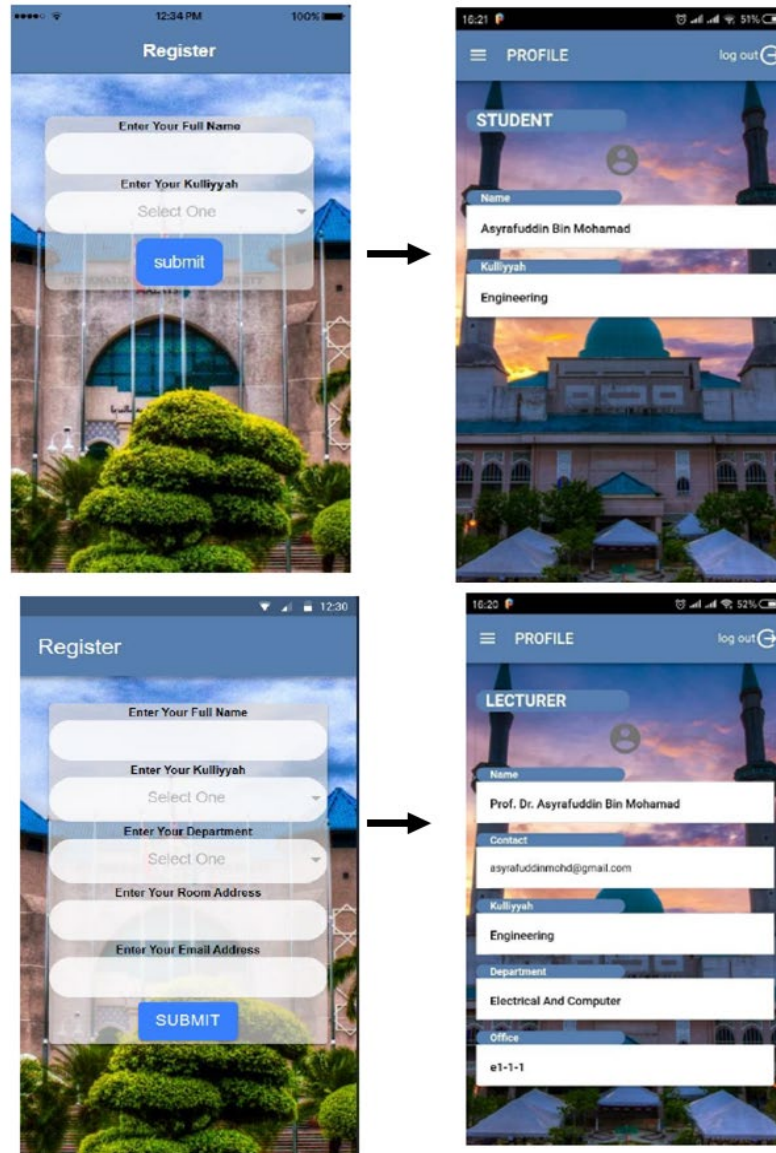 12:34 PM
100%
Register
Enter Your Full Name
Enter Your Kulliyyah
Select One
submit
16:21
51%
PROFILE
log out
STUDENT
Name
Asyrafuddin Bin Mohamad
Kulliyyah
Engineering
12:30
Register
Enter Your Full Name
Enter Your Kulliyyah
Select One
Enter Your Department
Select One
Enter Your Room Address
Enter Your Email Address
SUBMIT
16:20
52%
PROFILE
log out
LECTURER
Name
Prof. Dr. Asyrafuddin Bin Mohamad
Contact
asyrafuddinmohd@gmail.com
Kulliyyah
Engineering
Department
Electrical And Computer
Office
e1-1-1